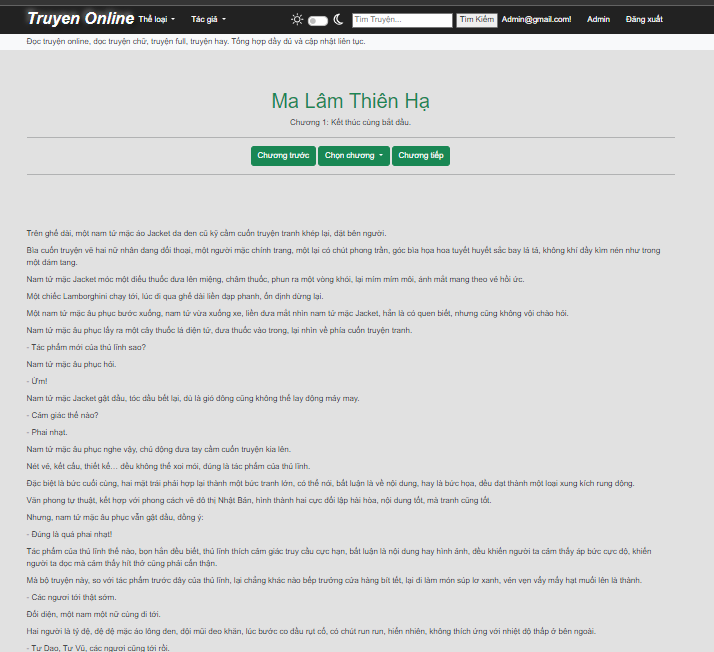 Truyen Online Thể loại Tác giả Tìm Truyện... Tìm Kiếm Admin@gmail.com! Admin Đăng xuất
Đọc truyện online, đọc truyện chữ, truyện full, truyện hay. Tổng hợp đầy đủ và cập nhật liên tục.
Ma Lâm Thiên Hạ
Chương 1: Kết thúc cùng bắt đầu.
Chương trước Chọn chương Chương tiếp
Trên ghế dài, một nam tử mặc áo Jacket da đen cũ kỹ cầm cuốn truyện tranh khép lại, đặt bên người.
Bìa cuốn truyện vẽ hai nữ nhân đang đối thoại, một người mặc chỉnh trang, một lại có chút phong trần, góc bìa họa hoa tuyết huyết sắc bay lả tả, không khí đầy kìm nén như trong
một đám tang.
Nam tử mặc Jacket móc một điếu thuốc đưa lên miệng, châm thuốc, phun ra một vòng khói, lại mím mím môi, ánh mắt mang theo vẻ hồi ức.
Một chiếc Lamborghini chạy tới, lúc đi qua ghế dài liền đạp phanh, ổn định dừng lại.
Một nam tử mặc âu phục bước xuống, nam tử vừa xuống xe, liền đưa mắt nhìn nam tử mặc Jacket, hẳn là có quen biết, nhưng cũng không vội chào hỏi.
Nam tử mặc âu phục lấy ra một cây thuốc lá điện tử, đưa thuốc vào trong, lại nhìn về phía cuốn truyện tranh.
- Tác phẩm mới của thủ lĩnh sao?
Nam tử mặc âu phục hỏi.
- Ừm!
Nam tử mặc Jacket gật đầu, tóc dầu bết lại, dù là gió đông cũng không thể lay động mảy may.
- Cảm giác thế nào?
- Phai nhạt.
Nam tử mặc âu phục nghe vậy, chủ động đưa tay cầm cuốn truyện kia lên.
Nét vẽ, kết cấu, thiết kế... đều không thể xoi mói, đúng là tác phẩm của thủ lĩnh.
Đặc biệt là bức cuối cùng, hai mặt trái phải hợp lại thành một bức tranh lớn, có thể nói, bất luận là về nội dung, hay là bức họa, đều đạt thành một loại xung kích rung động.
Văn phong tự thuật, kết hợp với phong cách vẽ đô thị Nhật Bản, hình thành hai cực đối lập hài hòa, nội dung tốt, mà tranh cũng tốt.
Nhưng, nam tử mặc âu phục vẫn gật đầu, đồng ý:
- Đúng là quá phai nhạt!
Tác phẩm của thủ lĩnh thế nào, bọn hắn đều biết, thủ lĩnh thích cảm giác truy cầu cực hạn, bất luận là nội dung hay hình ảnh, đều khiến người ta cảm thấy áp bức cực độ, khiến
người ta đọc mà cảm thấy hít thở cũng phải cẩn thận.
Mà bộ truyện này, so với tác phẩm trước đây của thủ lĩnh, lại chẳng khác nào bếp trưởng cửa hàng bít tết, lại đi làm món súp lơ xanh, vẻn vẹn vẩy mấy hạt muối lên là thành.
- Các ngươi tới thật sớm.
Đối diện, một nam một nữ cùng đi tới.
Hai người là tỷ đệ, đệ đệ mặc áo lông đen, đội mũi đeo khăn, lúc bước co đầu rụt cổ, có chút run run, hiển nhiên, không thích ứng với nhiệt độ thấp ở bên ngoài.
- Tư Dao, Tư Vũ, các ngươi cũng tới rồi.